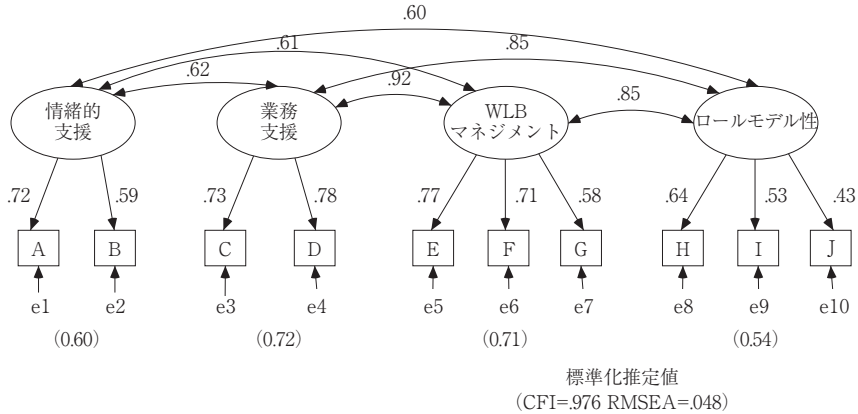 .60
.61
.85
.62
.92
.85
情緒的
支援
業務
支援
WLB
マネジメント
ロールモデル性
.72
.59
.73
.78
.77
.71
.58
.64
.53
.43
A
B
C
D
E
F
G
H
I
J
e1
e2
e3
e4
e5
e6
e7
e8
e9
e10
(0.60)
(0.72)
(0.71)
(0.54)
標準化推定値
(CFI=.976 RMSEA=.048)